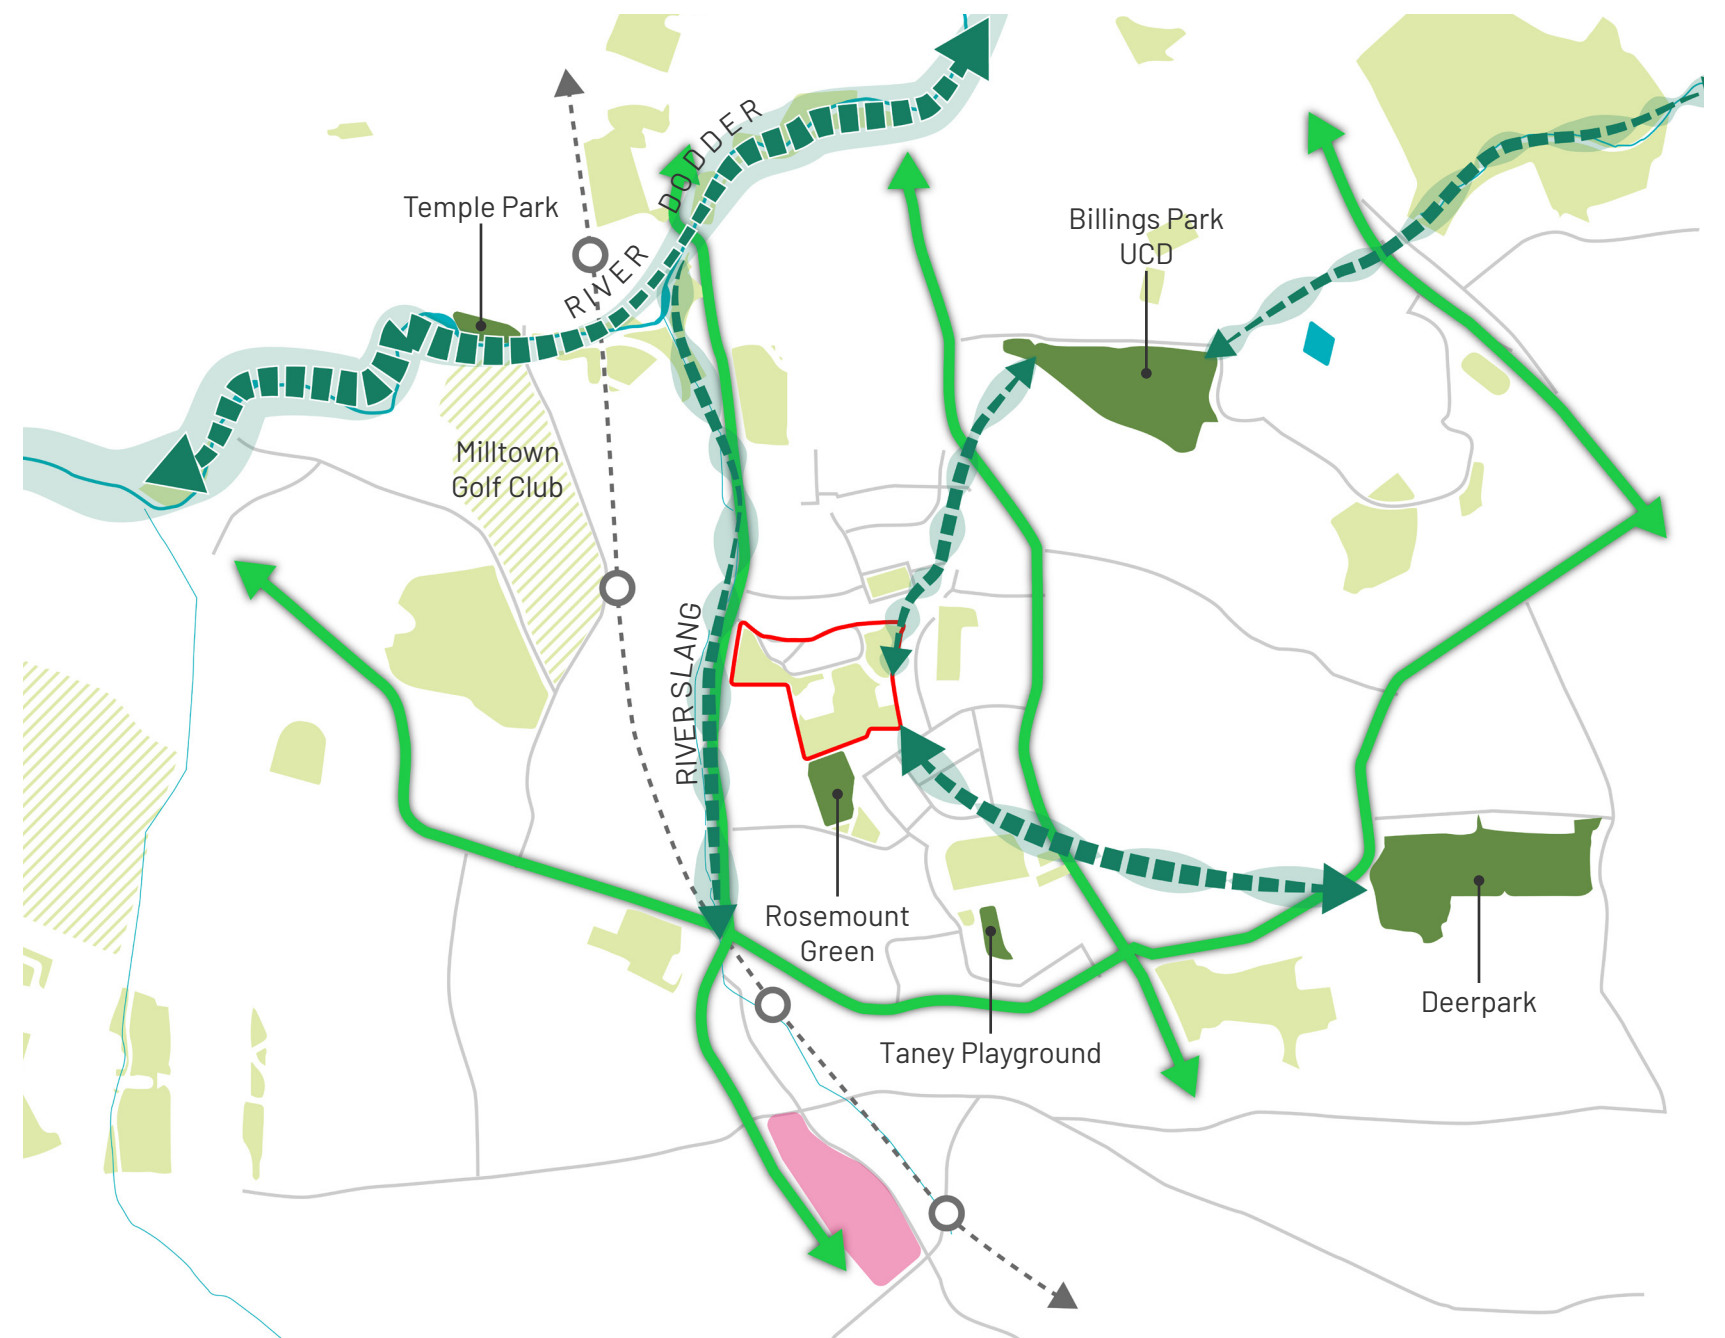 RIVER DODDER
Temple Park
Billings Park
UCD
Milltown
Golf Club
RIVER SLANG
Rosemount
Green
Taney Playground
Deerpark